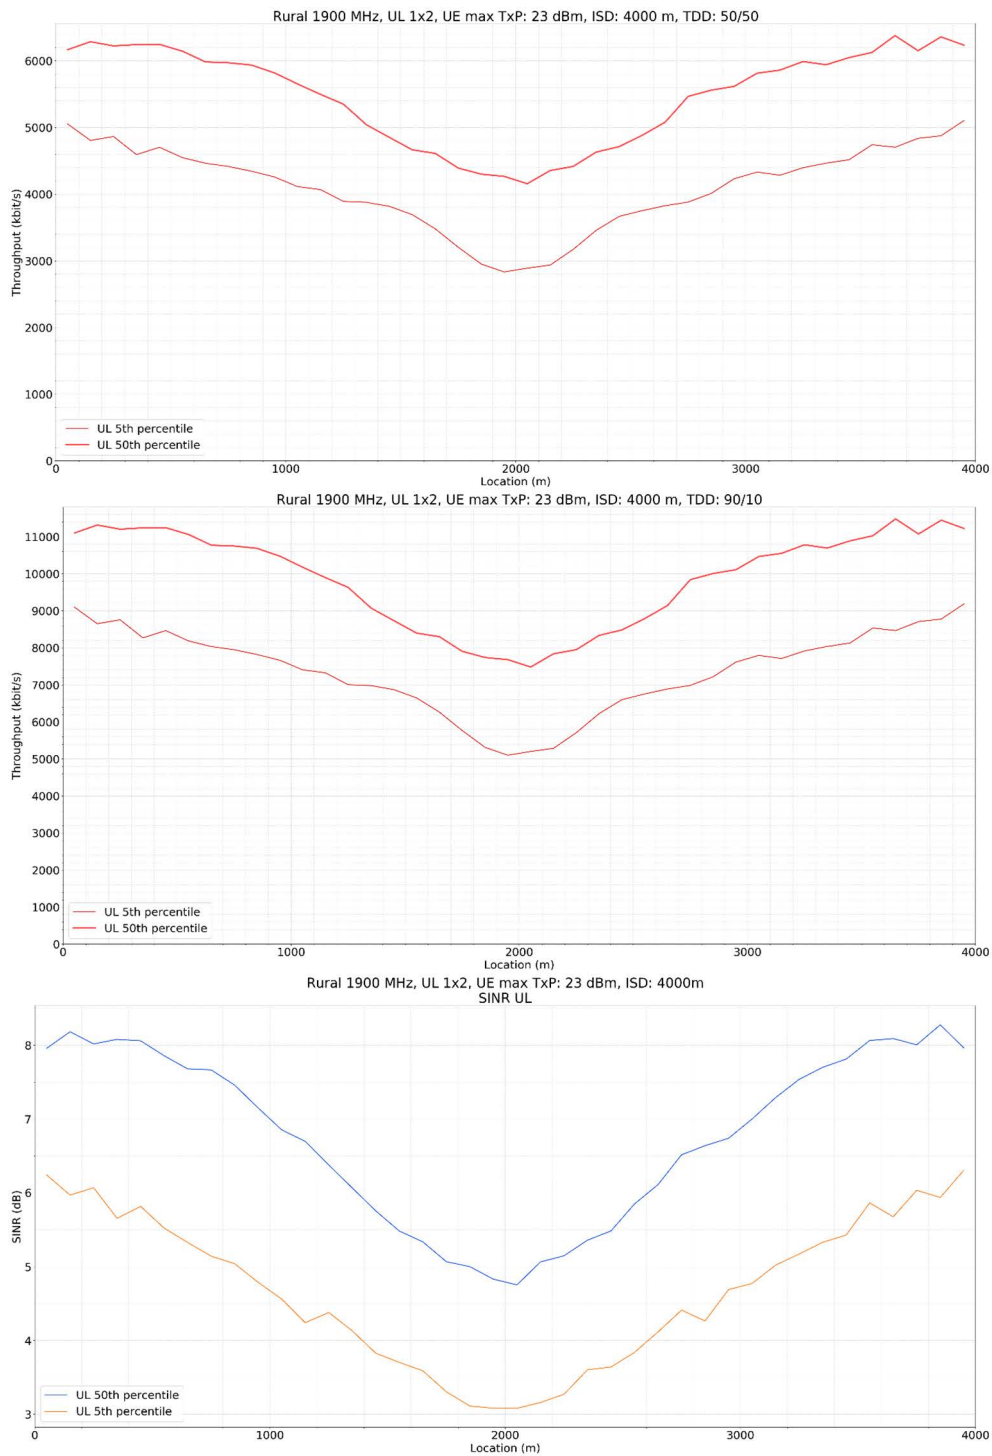 Rural 1900 MHz, UL 1x2, UE max TxP: 23 dBm, ISD: 4000 m, TDD: 50/50
6000
5000
4000
3000
2000
1000
0
Throughput (kbit/s)
UL 5th percentile
UL 50th percentile
0 1000 2000 3000 4000
Location (m)
Rural 1900 MHz, UL 1x2, UE max TxP: 23 dBm, ISD: 4000 m, TDD: 90/10
11000
10000
9000
8000
7000
6000
5000
4000
3000
2000
1000
0
Throughput (kbit/s)
UL 5th percentile
UL 50th percentile
0 1000 2000 3000 4000
Location (m)
Rural 1900 MHz, UL 1x2, UE max TxP: 23 dBm, ISD: 4000m
SINR UL
8
7
6
5
4
3
SINR (dB)
UL 50th percentile
UL 5th percentile
0 1000 2000 3000 4000
Location (m)